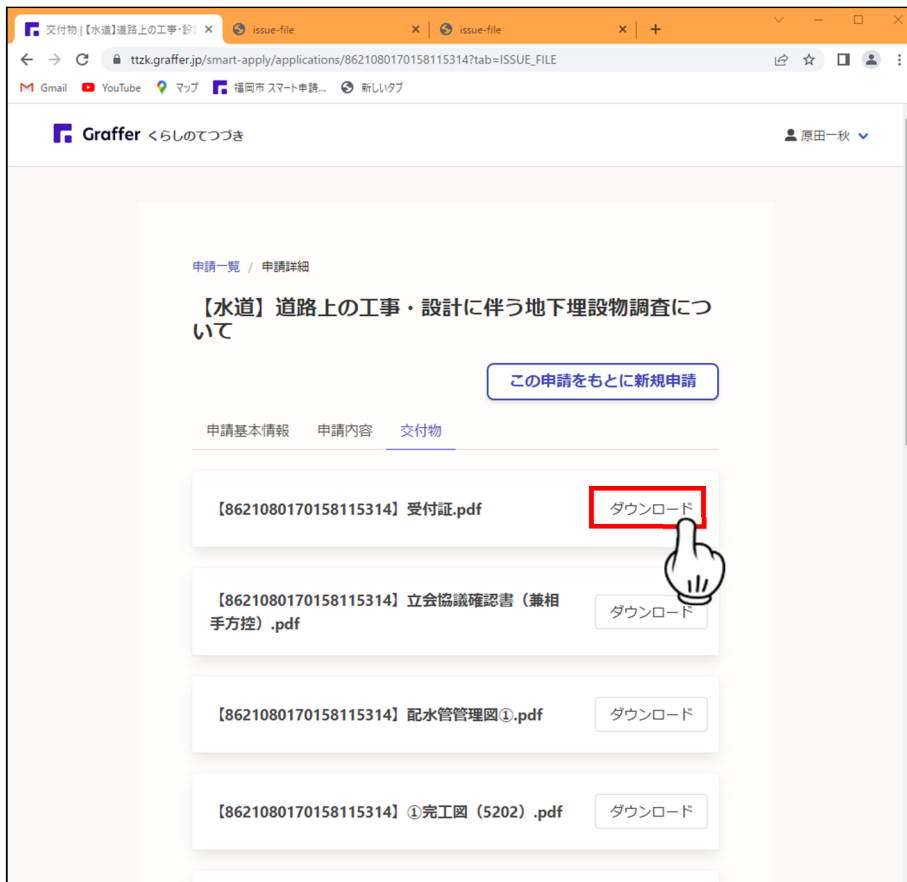 交付物 | 【水道】道路上の工事・設
issue-file
issue-file
ttzk.graffer.jp/smart-apply/applications/8621080170158115314?tab=ISSUE_FILE
Gmail
YouTube
マップ
福岡市 スマート申請...
新しいタブ
Graffer くらしのてつづき
原田一秋
申請一覧 / 申請詳細
【水道】道路上の工事・設計に伴う地下埋設物調査につ
いて
この申請をもとに新規申請
申請基本情報
申請内容
交付物
【8621080170158115314】受付証.pdf
ダウンロード
【8621080170158115314】立会協議確認書（兼相
手方控）.pdf
ダウンロード
【8621080170158115314】配水管管理図①.pdf
ダウンロード
【8621080170158115314】①完工図（5202）.pdf
ダウンロード